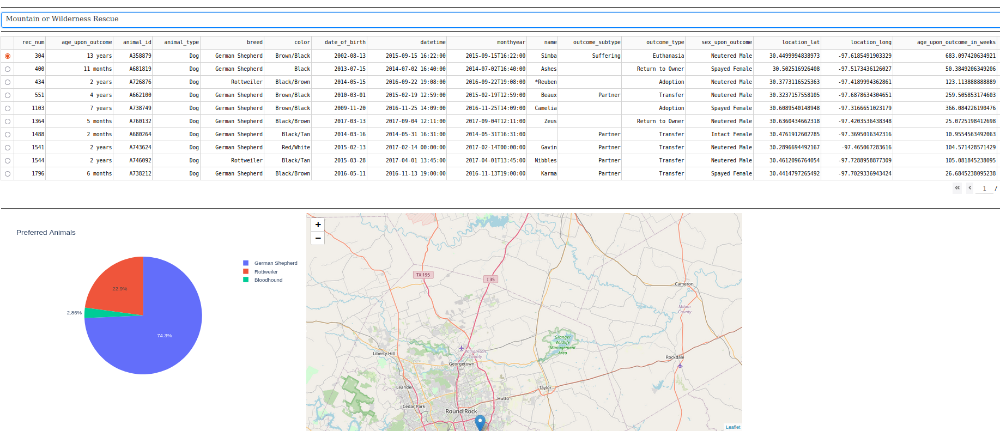 Mountain or Wilderness Rescue
rec_num age_upon_outcome animal_id animal_type breed color date_of_birth datetime monthyear name outcome_subtype outcome_type sex_upon_outcome location_lat location_long age_upon_outcome_in_weeks
304 13 years A358879 Dog German Shepherd Brown/Black 2002-08-13 2015-09-15 16:22:00 2015-09-15T16:22:00 Simba Suffering Euthanasia Neutered Male 30.4499994838973 -97.6185491903329 683.097420634921
400 11 months A681819 Dog German Shepherd Black 2013-07-15 2014-07-02 16:40:00 2014-07-02T16:40:00 Ashes Return to Owner Spayed Female 30.502516926408 -97.5173436126027 50.3849206349206
434 2 years A726876 Dog Rottweiler Black/Brown 2014-05-15 2016-09-22 19:08:00 2016-09-22T19:08:00 *Reuben Adoption Neutered Male 30.3773116525363 -97.4189994362861 123.113888888889
551 4 years A662100 Dog German Shepherd Brown/Black 2010-03-01 2015-02-19 12:59:00 2015-02-19T12:59:00 Beaux Partner Transfer Neutered Male 30.3237157558105 -97.6878634304651 259.505853174603
1103 7 years A738749 Dog German Shepherd Brown/Black 2009-11-20 2016-11-25 14:09:00 2016-11-25T14:09:00 Camelia Adoption Spayed Female 30.6089540148948 -97.3166651023179 366.084226190476
1364 5 months A760132 Dog German Shepherd Black/Brown 2017-03-13 2017-09-04 12:11:00 2017-09-04T12:11:00 Zeus Return to Owner Neutered Male 30.6360434662318 -97.4203536438348 25.0725198412698
1488 2 months A680264 Dog German Shepherd Black/Tan 2014-03-16 2014-05-31 16:31:00 2014-05-31T16:31:00 Partner Transfer Intact Female 30.4761912602785 -97.3695016342316 10.9554563492063
1541 2 years A743624 Dog German Shepherd Red/White 2015-02-13 2017-02-14 00:00:00 2017-02-14T00:00:00 Gavin Partner Transfer Neutered Male 30.2896694492167 -97.465067283616 104.571428571429
1544 2 years A746092 Dog Rottweiler Black/Tan 2015-03-28 2017-04-01 13:45:00 2017-04-01T13:45:00 Nibbles Partner Transfer Neutered Male 30.4612096764054 -97.7288958877309 105.081845238095
1796 6 months A738212 Dog German Shepherd Black/Brown 2016-05-11 2016-11-13 19:00:00 2016-11-13T19:00:00 Karma Partner Transfer Spayed Female 30.4414797265492 -97.7029336943424 26.6845238095238
« ‹ 1 /
Preferred Animals
German Shepherd
Rottweiler
Bloodhound
22.9%
2.86%
74.3%
+
−
TX 195
I 35
Cameron
Milam
County
Granger
Wildlife
Management
Area
Williamson
County
Liberty Hill
Georgetown
Rockdale
Leander
Taylor
Hutto
Cedar Park
Round Rock
Leaflet